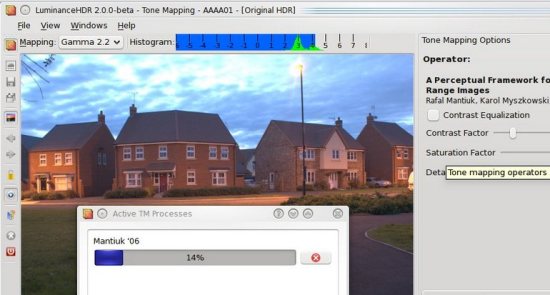 LuminanceHDR 2.0.0-beta - Tone Mapping - AAAA01 - [Original HDR]
File View Windows Help
Mapping: Gamma 2.2 Histogram: -5 -4 -3 -2 -1 0 1 2 3 4 5 6 7
Tone Mapping Options
Operator:
A Perceptual Framework fo
Range Images
Rafal Mantiuk, Karol Myszkowski
Contrast Equalization
Contrast Factor
Saturation Factor
Deta
Tone mapping operators
Active TM Processes
Mantiuk '06
14%